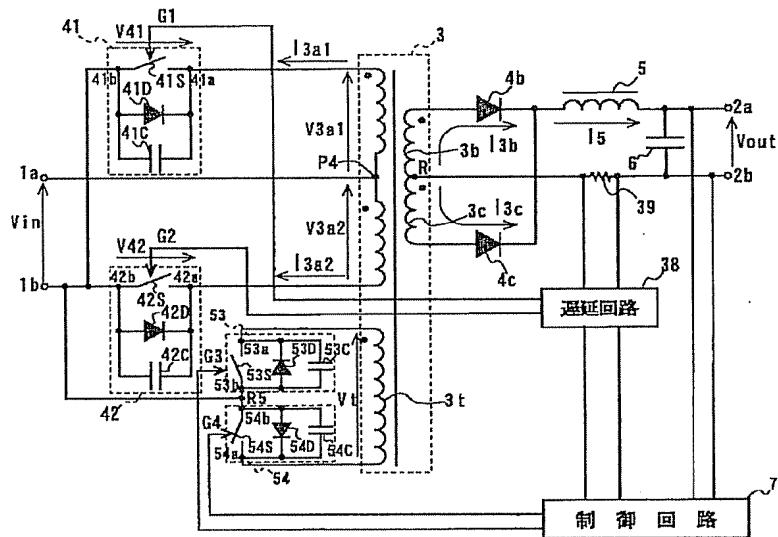 G1
41
V41
I3a1
3
41b
41S
41a
41D
41C
V3a1
4b
5
3b
I3b
I5
2a
6
Vout
1a
P4
R
2b
Vin
V42
G2
V3a2
3c
I3c
39
I3a2
4c
38
1b
42b
42a
42S
53
遅延回路
42D
42C
53a
53D
53C
G3
53S
53b
42
R5
Vt
3t
G4
54b
54S
54D
54C
54a
54
7
制御回路